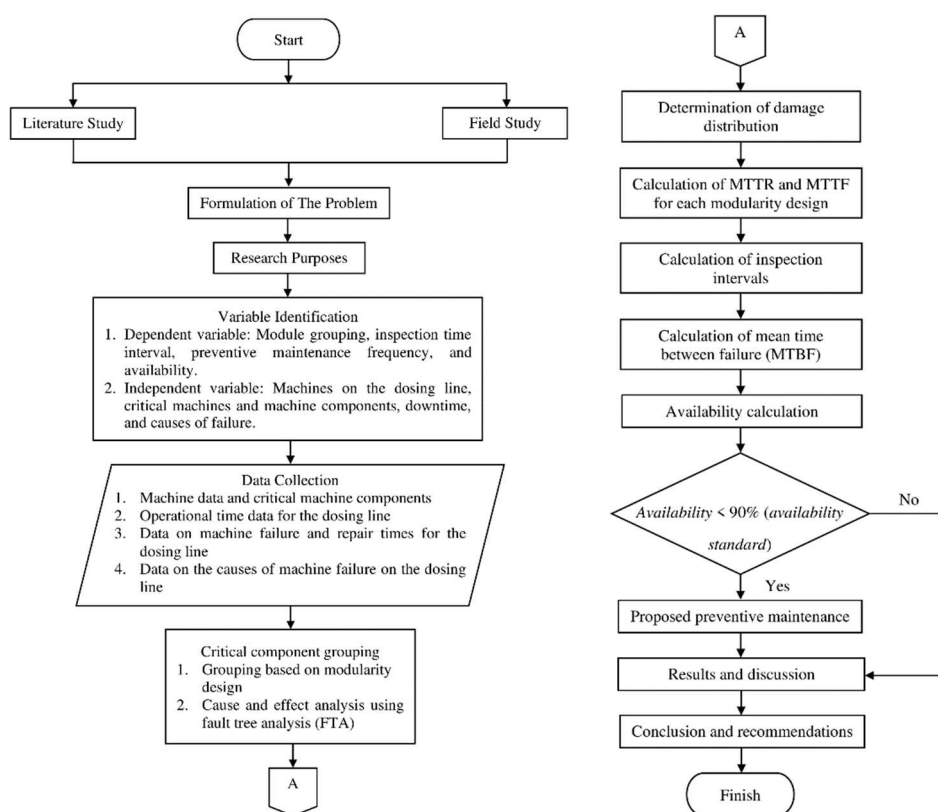 Start
Literature Study
Field Study
Formulation of The Problem
Research Purposes
Variable Identification
1. Dependent variable: Module grouping, inspection time
interval, preventive maintenance frequency, and
availability.
2. Independent variable: Machines on the dosing line,
critical machines and machine components, downtime,
and causes of failure.
Data Collection
1. Machine data and critical machine components
2. Operational time data for the dosing line
3. Data on machine failure and repair times for the
dosing line
4. Data on the causes of machine failure on the dosing
line
Critical component grouping
1. Grouping based on modularity
design
2. Cause and effect analysis using
fault tree analysis (FTA)
A
A
Determination of damage
distribution
Calculation of MTTR and MTTF
for each modularity design
Calculation of inspection
intervals
Calculation of mean time
between failure (MTBF)
Availability calculation
Availability < 90% (availability
standard)
No
Yes
Proposed preventive maintenance
Results and discussion
Conclusion and recommendations
Finish